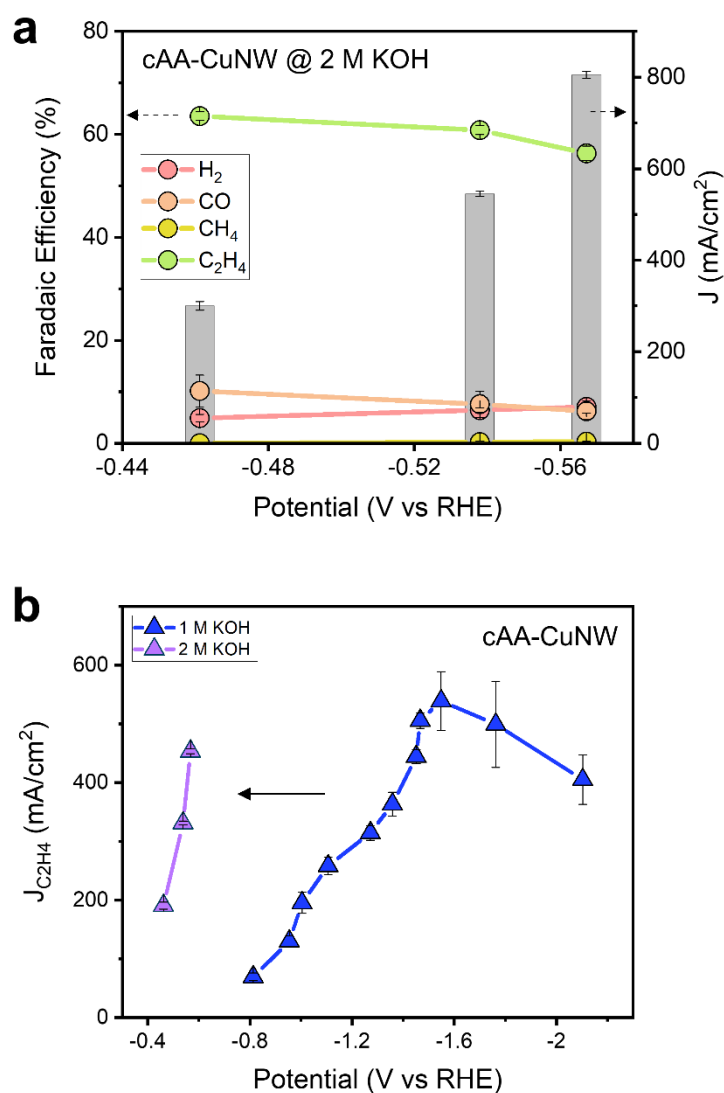 a
cAA-CuNW @ 2 M KOH
Faradaic Efficiency (%)
80
60
40
20
0
H₂
CO
CH₄
C₂H₄
800
600
400
200
0
J (mA/cm²)
-0.44
-0.48
-0.52
-0.56
Potential (V vs RHE)
b
1 M KOH
2 M KOH
cAA-CuNW
J_C2H4 (mA/cm²)
600
400
200
0
-0.4
-0.8
-1.2
-1.6
-2
Potential (V vs RHE)